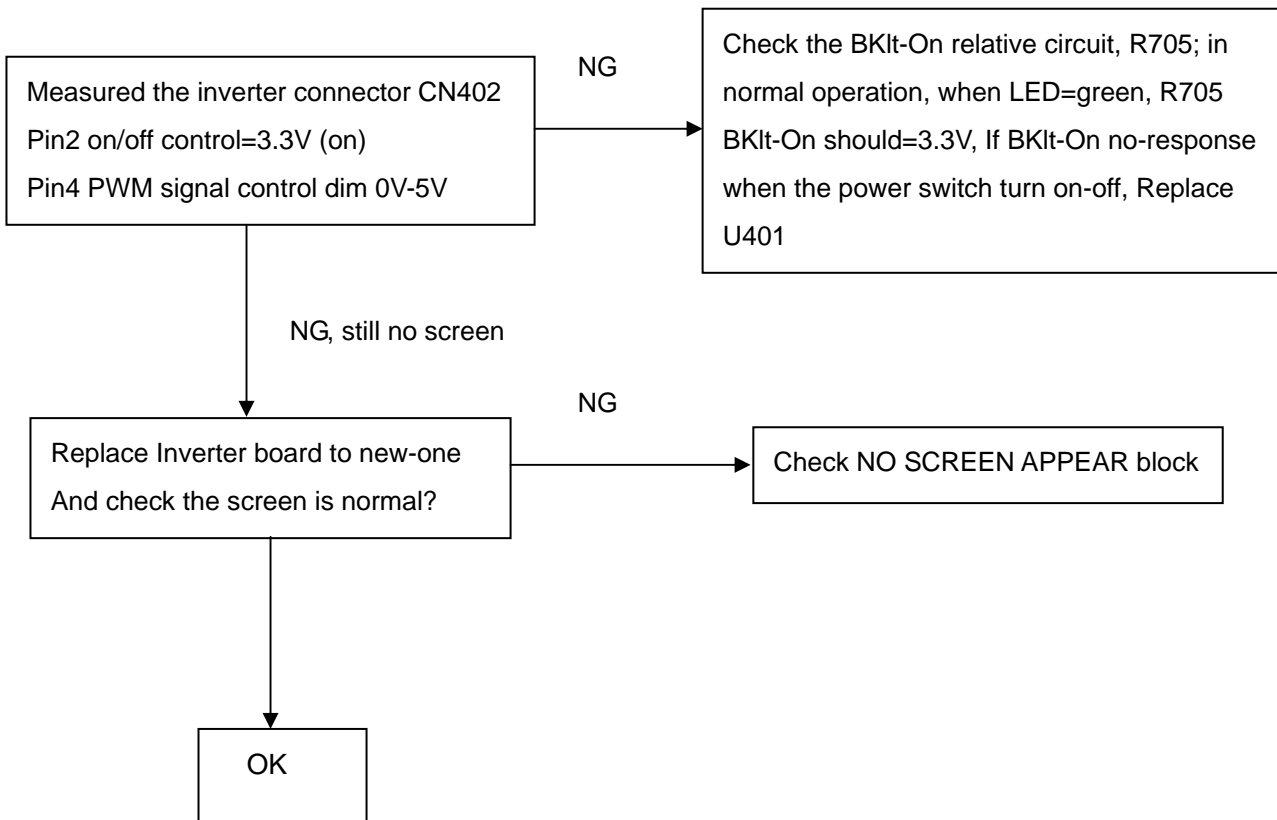 Measured the inverter connector CN402
Pin2 on/off control=3.3V (on)
Pin4 PWM signal control dim 0V-5V
NG
Check the BKlt-On relative circuit, R705; in
normal operation, when LED=green, R705
BKlt-On should=3.3V, If BKlt-On no-response
when the power switch turn on-off, Replace
U401
NG, still no screen
Replace Inverter board to new-one
And check the screen is normal?
NG
Check NO SCREEN APPEAR block
OK